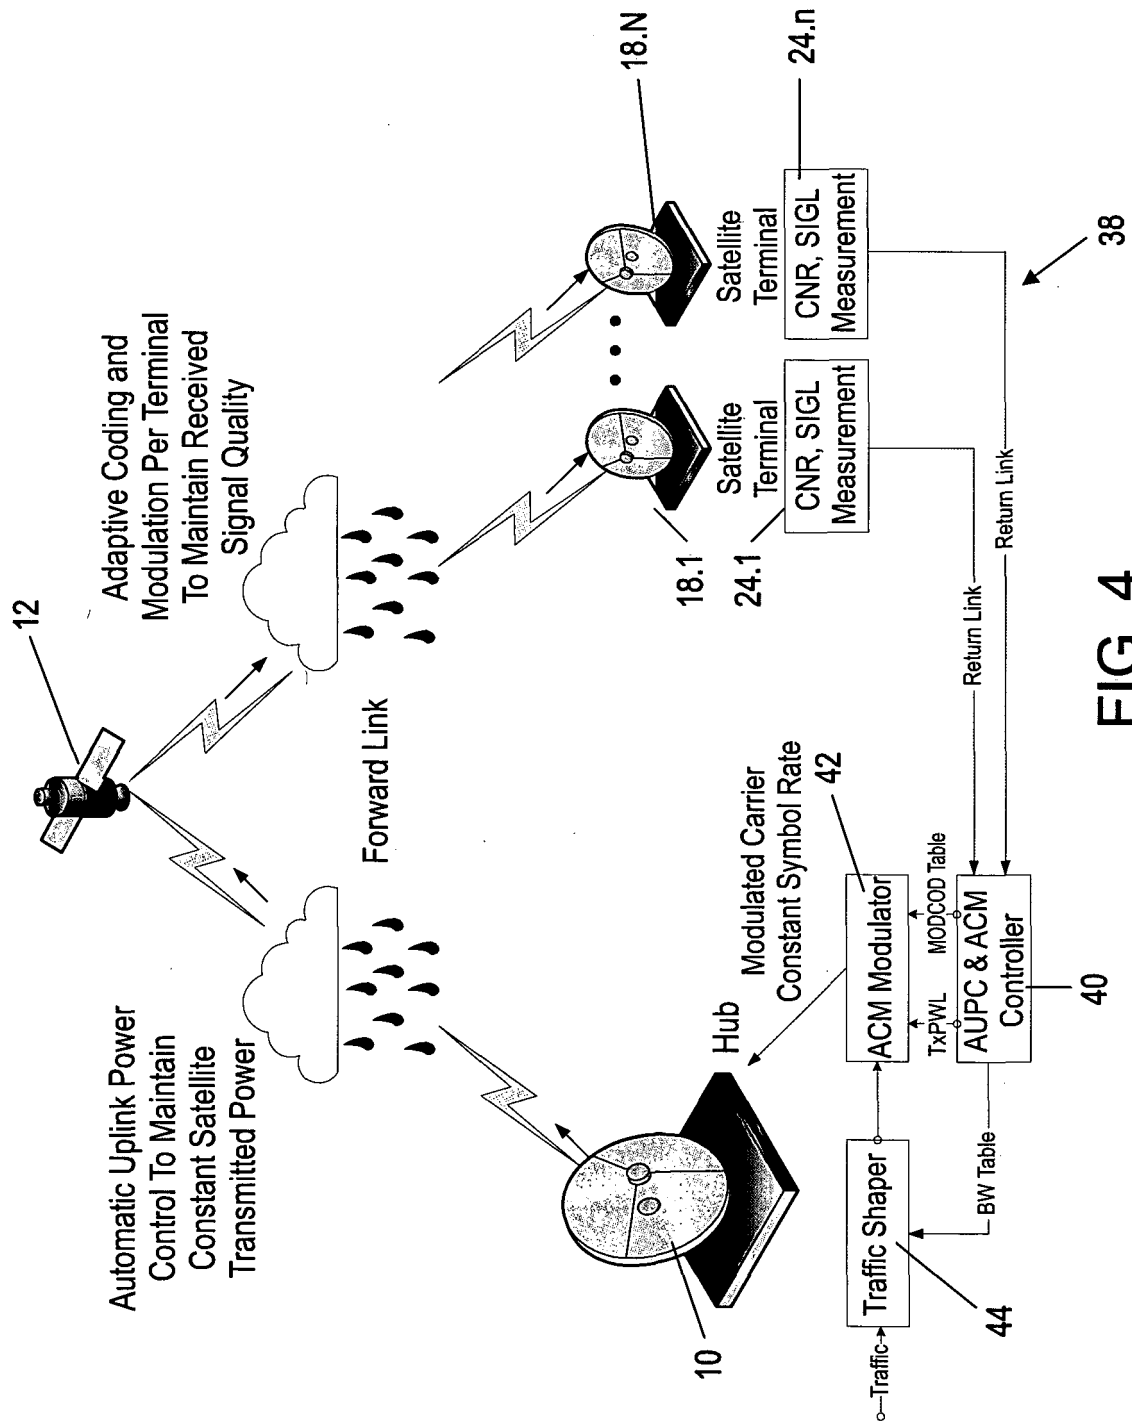 12
Automatic Uplink Power
Control To Maintain
Constant Satellite
Transmitted Power
Adaptive Coding and
Modulation Per Terminal
To Maintain Received
Signal Quality
Forward Link
10
Hub
18.1
18.N
Satellite
Terminal
Satellite
Terminal
24.1
24.n
CNR, SIGL
Measurement
CNR, SIGL
Measurement
Modulated Carrier
Constant Symbol Rate
42
Traffic
Traffic Shaper
44
ACM Modulator
TxPWL
MODCOD Table
BW Table
AUPC & ACM
Controller
40
Return Link
Return Link
38
FIG. 4